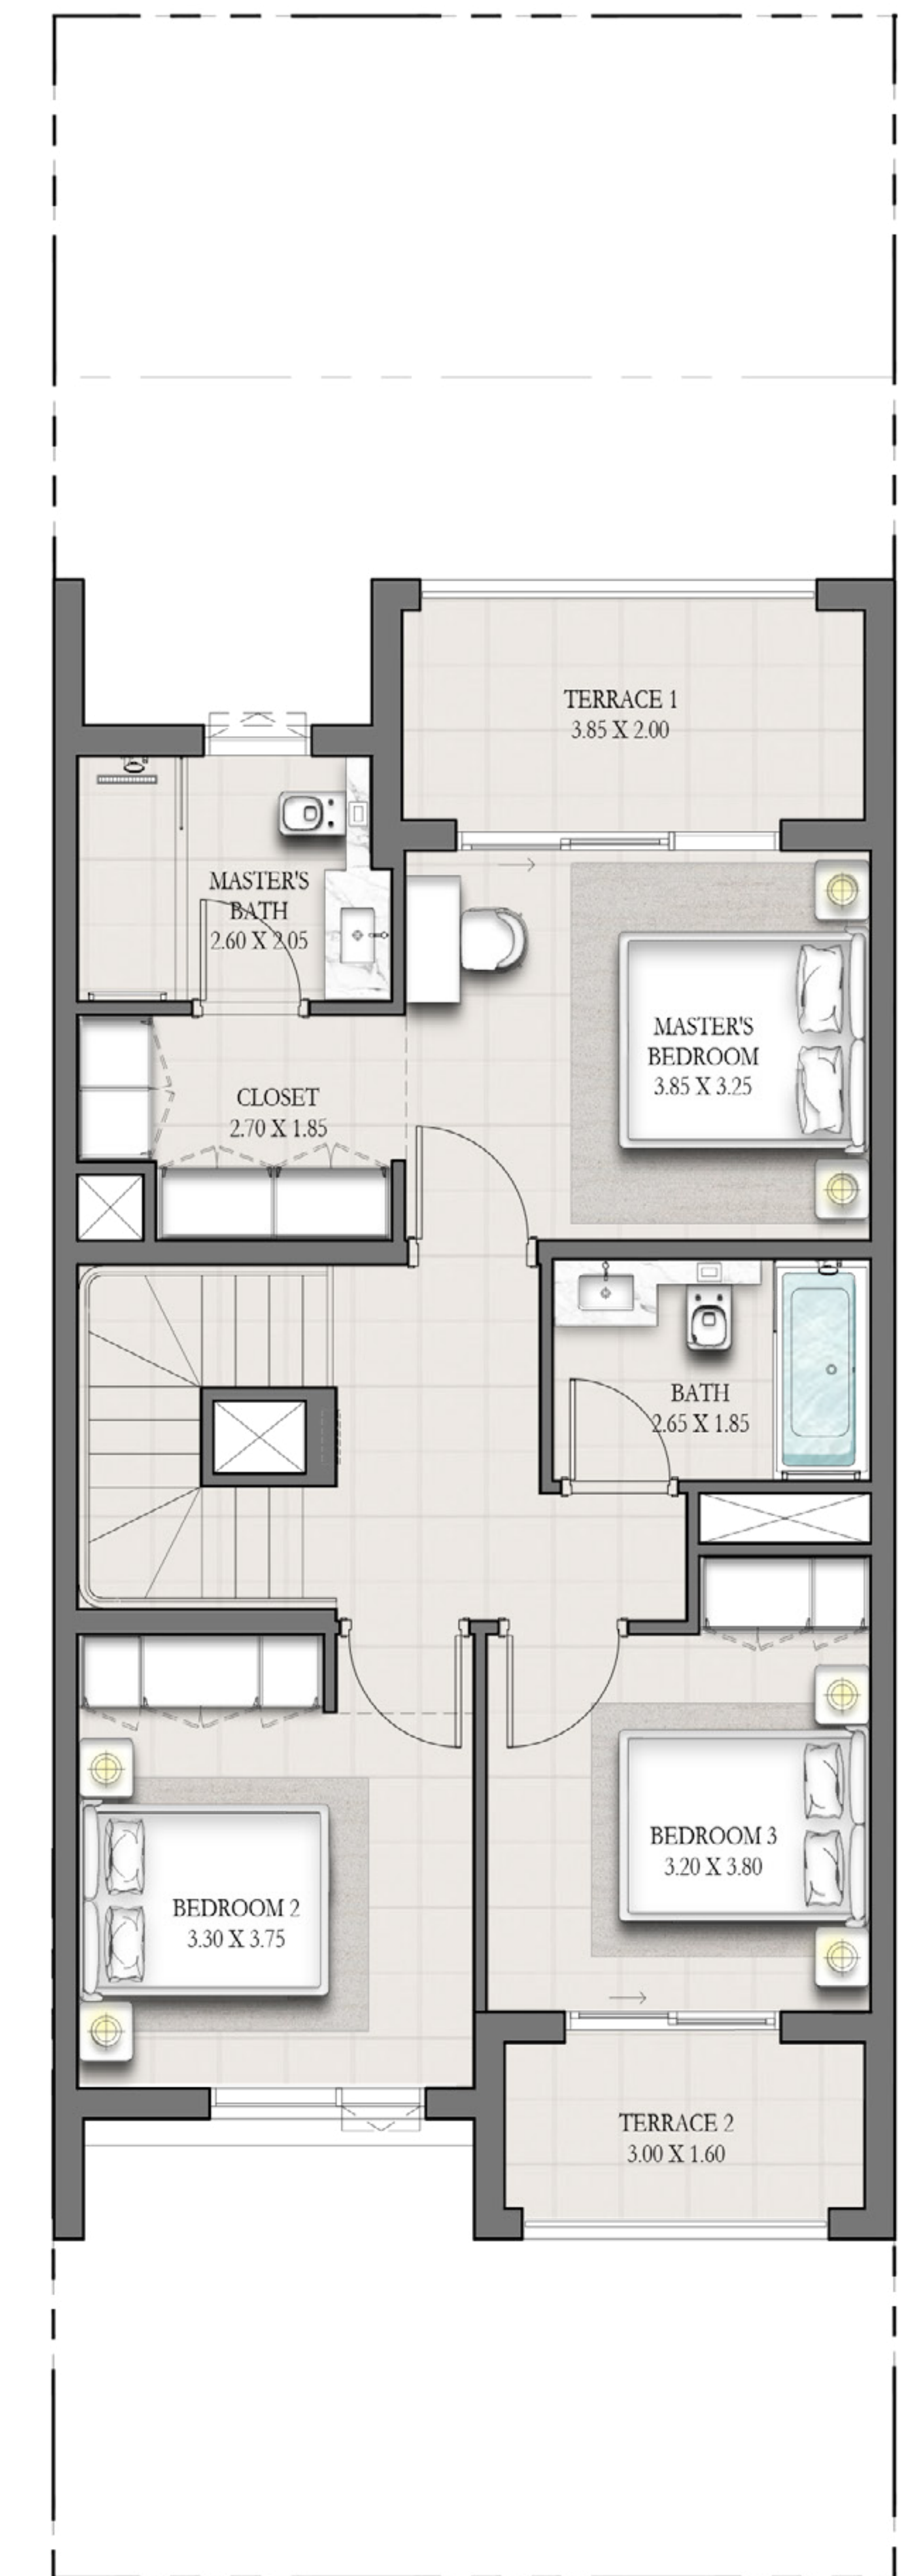 TERRACE 1
3.85 X 2.00
MASTER'S
BATH
2.60 X 2.05
MASTER'S
BEDROOM
3.85 X 3.25
CLOSET
2.70 X 1.85
BATH
2.65 X 1.85
BEDROOM 3
3.20 X 3.80
BEDROOM 2
3.30 X 3.75
TERRACE 2
3.00 X 1.60